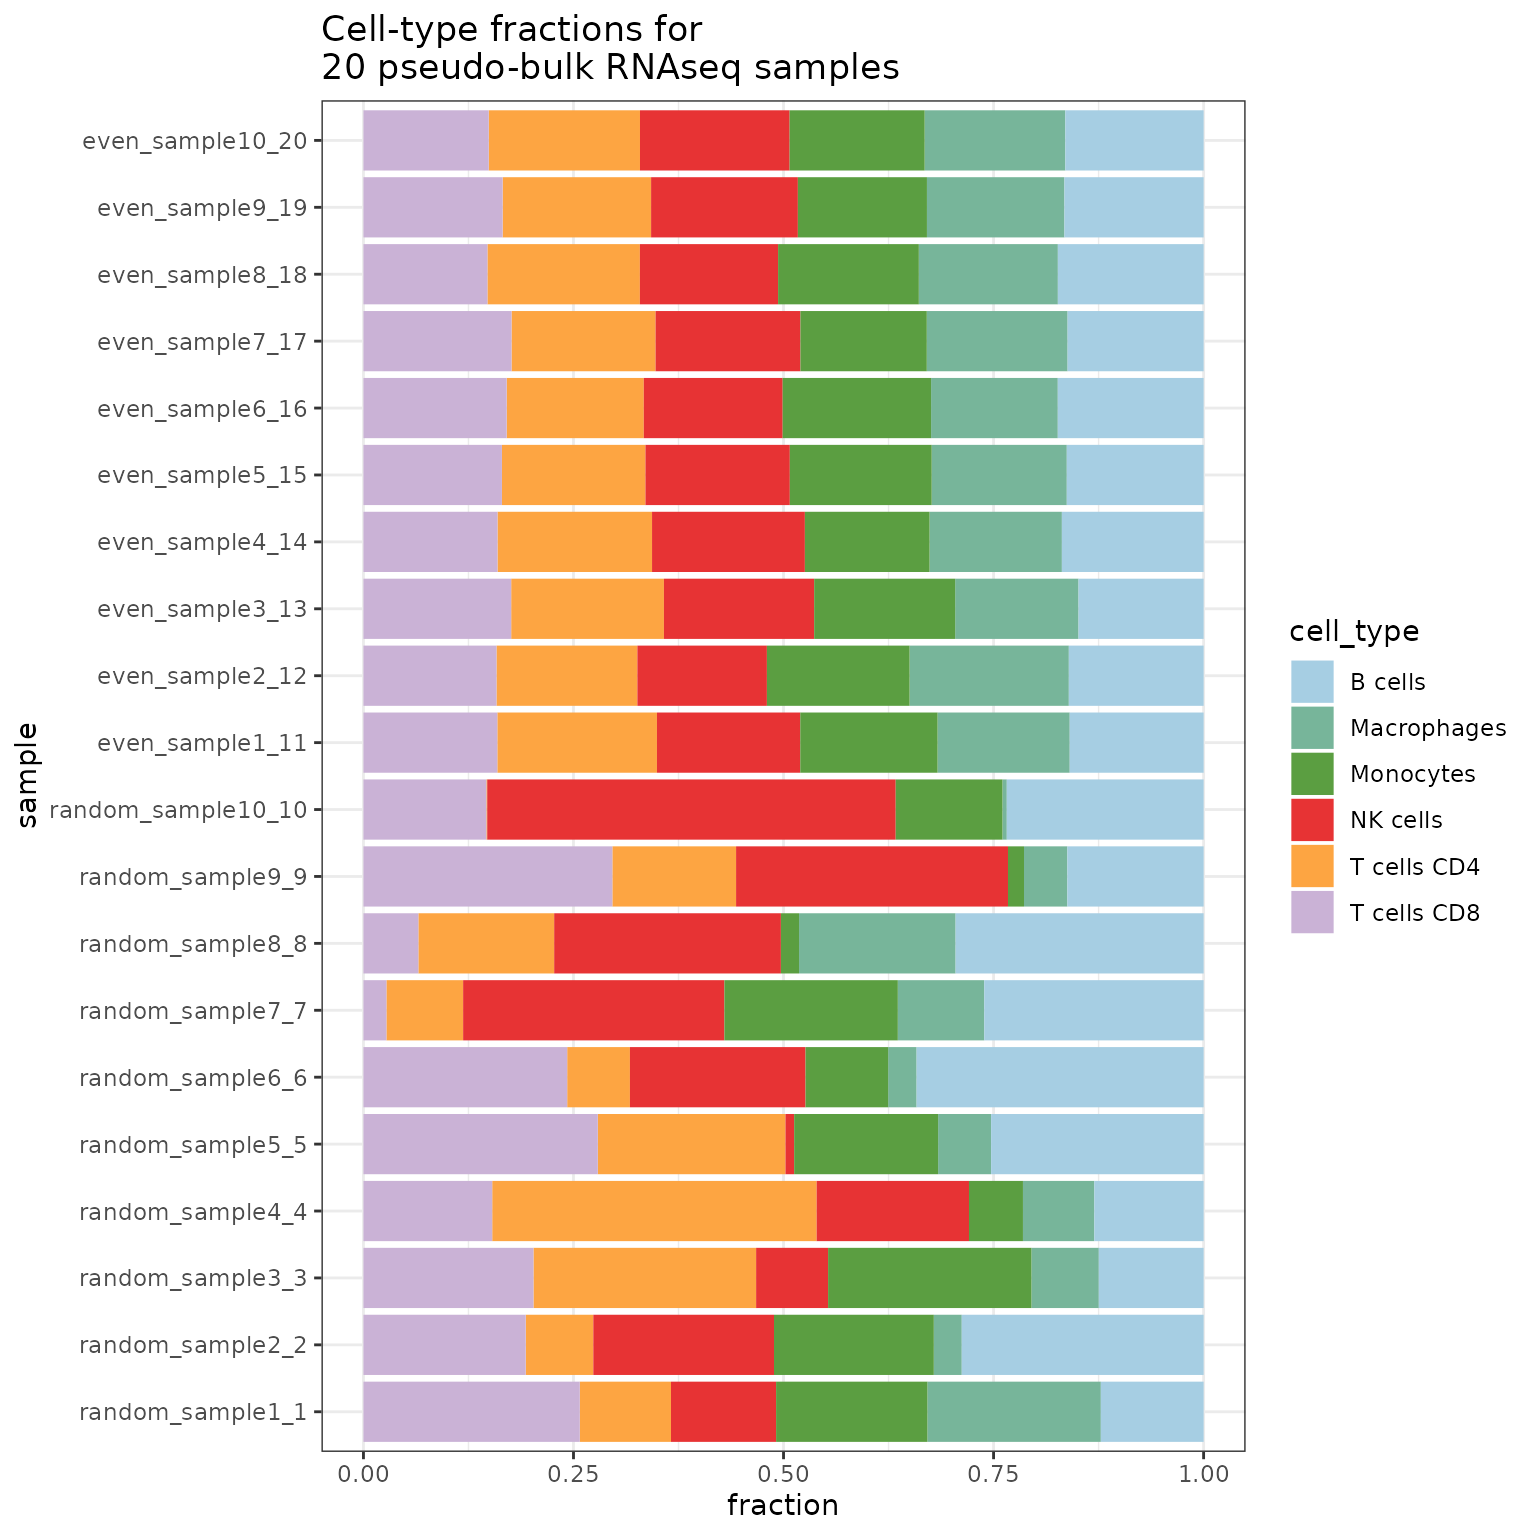 Cell-type fractions for
20 pseudo-bulk RNAseq samples
sample
even_sample10_20
even_sample9_19
even_sample8_18
even_sample7_17
even_sample6_16
even_sample5_15
even_sample4_14
even_sample3_13
even_sample2_12
even_sample1_11
random_sample10_10
random_sample9_9
random_sample8_8
random_sample7_7
random_sample6_6
random_sample5_5
random_sample4_4
random_sample3_3
random_sample2_2
random_sample1_1
0.00 0.25 0.50 0.75 1.00
fraction
cell_type
B cells
Macrophages
Monocytes
NK cells
T cells CD4
T cells CD8